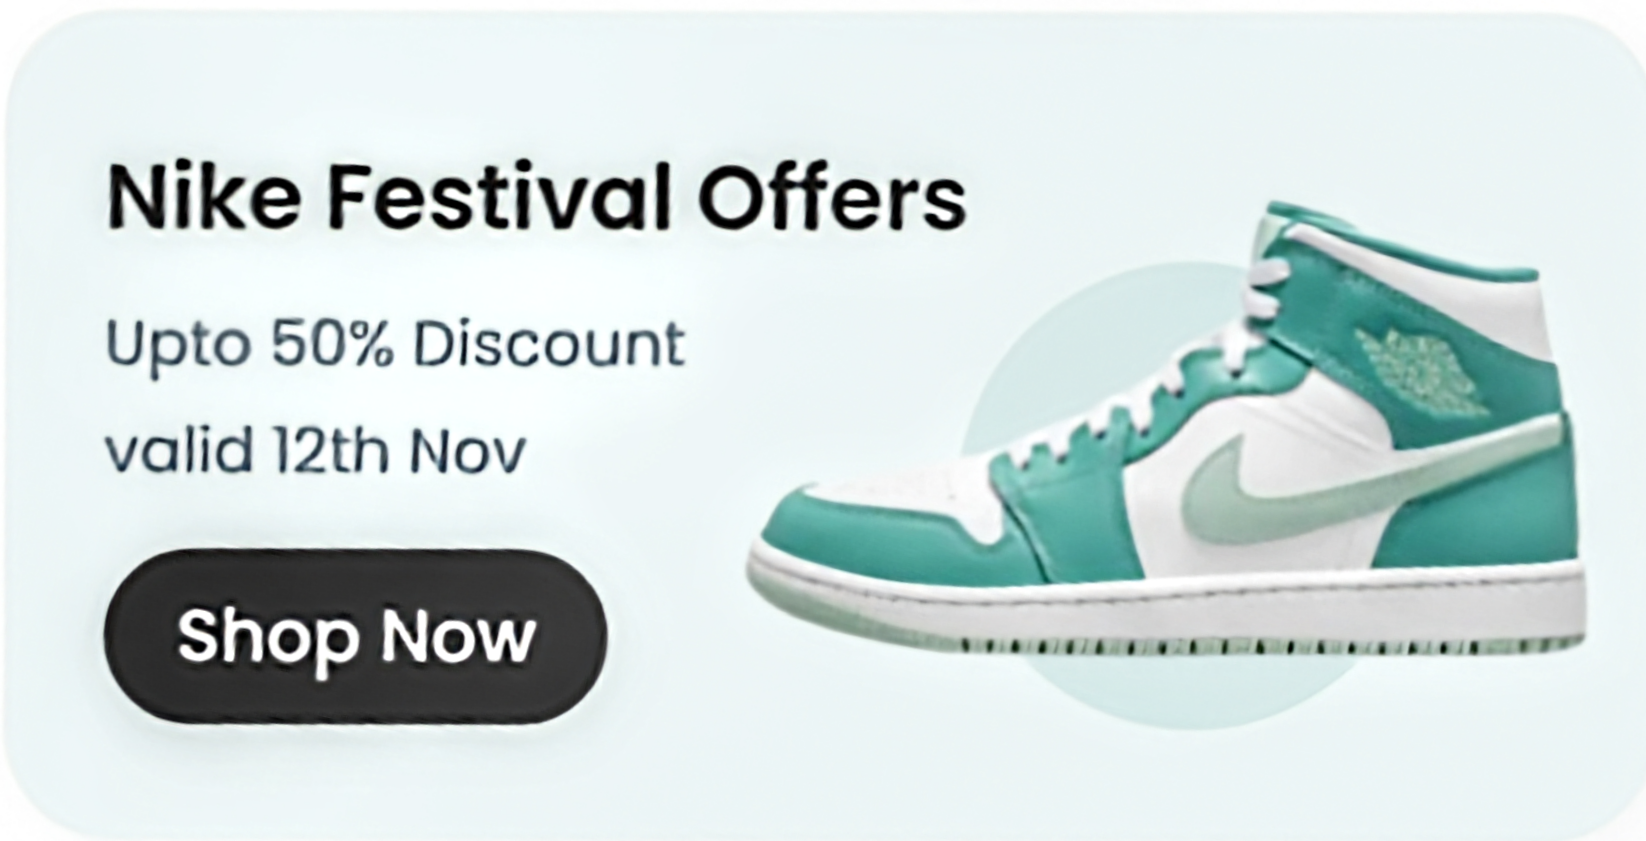 Nike Festival Offers
Upto 50% Discount
valid 12th Nov
Shop Now